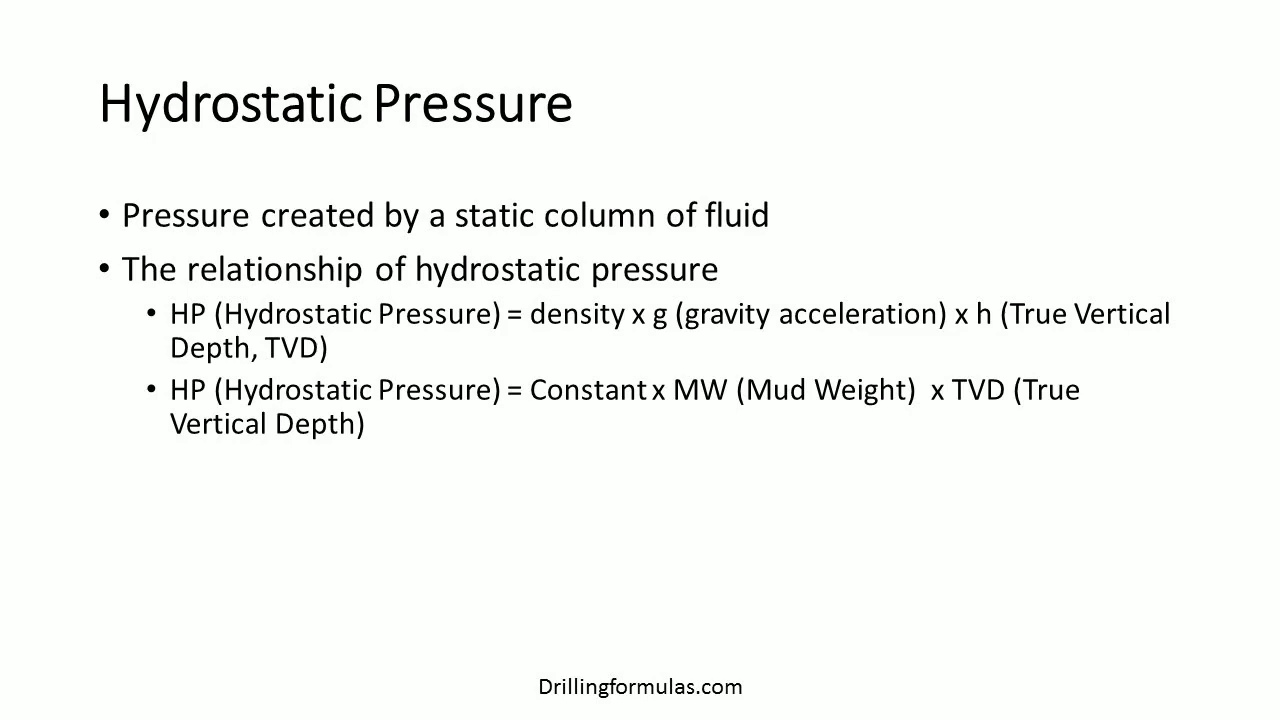 Hydrostatic Pressure
• Pressure created by a static column of fluid
• The relationship of hydrostatic pressure
• HP (Hydrostatic Pressure) = density x g (gravity acceleration) x h (True Vertical
Depth, TVD)
• HP (Hydrostatic Pressure) = Constant x MW (Mud Weight)  x TVD (True
Vertical Depth)
Drillingformulas.com